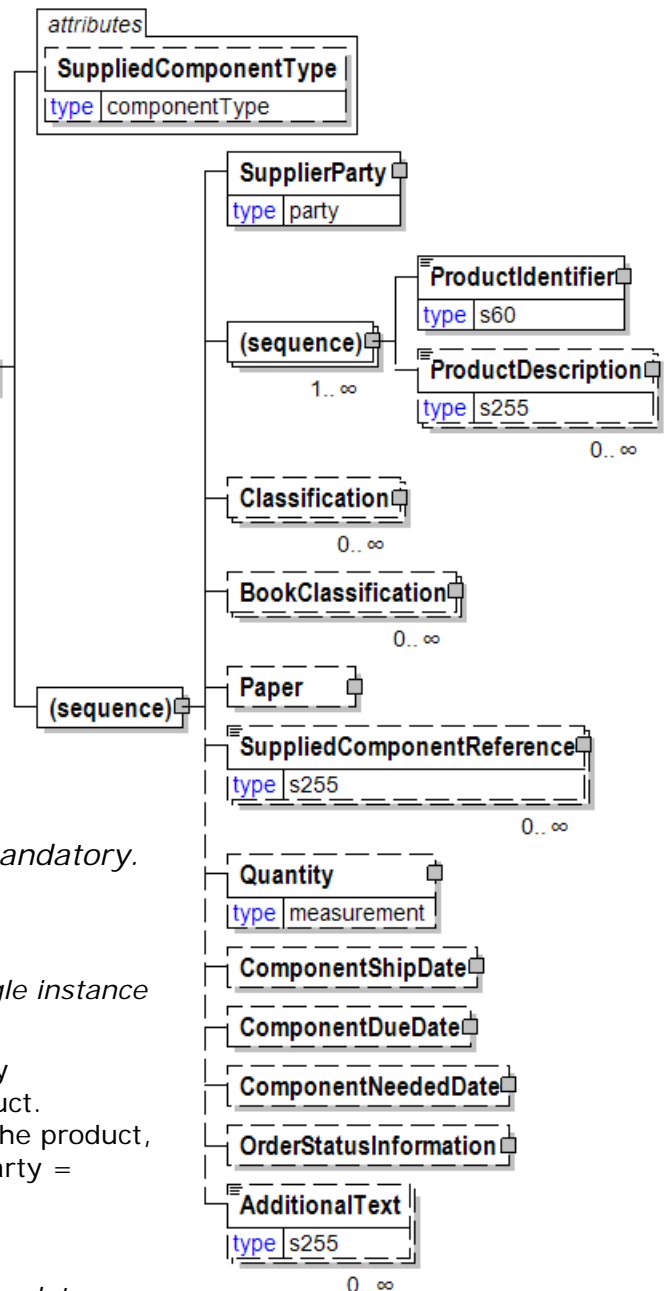 attributes
SuppliedComponentType
type componentType
SupplierParty
type party
(sequence)
1.. ∞
ProductIdentifier
type s60
ProductDescription
type s255
0.. ∞
Classification
0.. ∞
BookClassification
0.. ∞
Paper
(sequence)
SuppliedComponentReference
type s255
0.. ∞
andatory.
Quantity
type measurement
gle instance
ComponentShipDate
ComponentDueDate
y
uct.
ComponentNeededDate
he product,
arty =
OrderStatusInformation
AdditionalText
type s255
0.. ∞